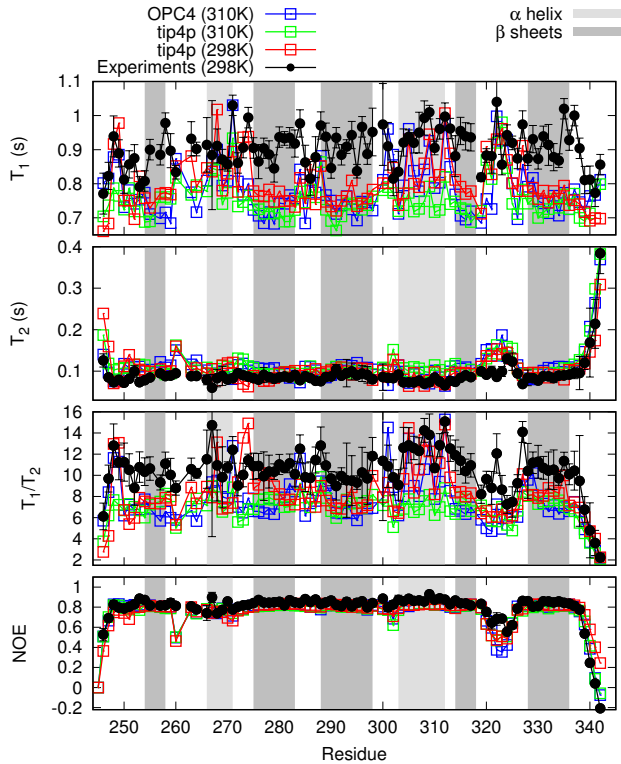 OPC4 (310K)
tip4p (310K)
tip4p (298K)
Experiments (298K)
α helix
β sheets
T1 (s)
1.1
1
0.9
0.8
0.7
T2 (s)
0.4
0.3
0.2
0.1
T1/T2
16
14
12
10
8
6
4
2
NOE
1
0.8
0.6
0.4
0.2
0
-0.2
250 260 270 280 290 300 310 320 330 340
Residue